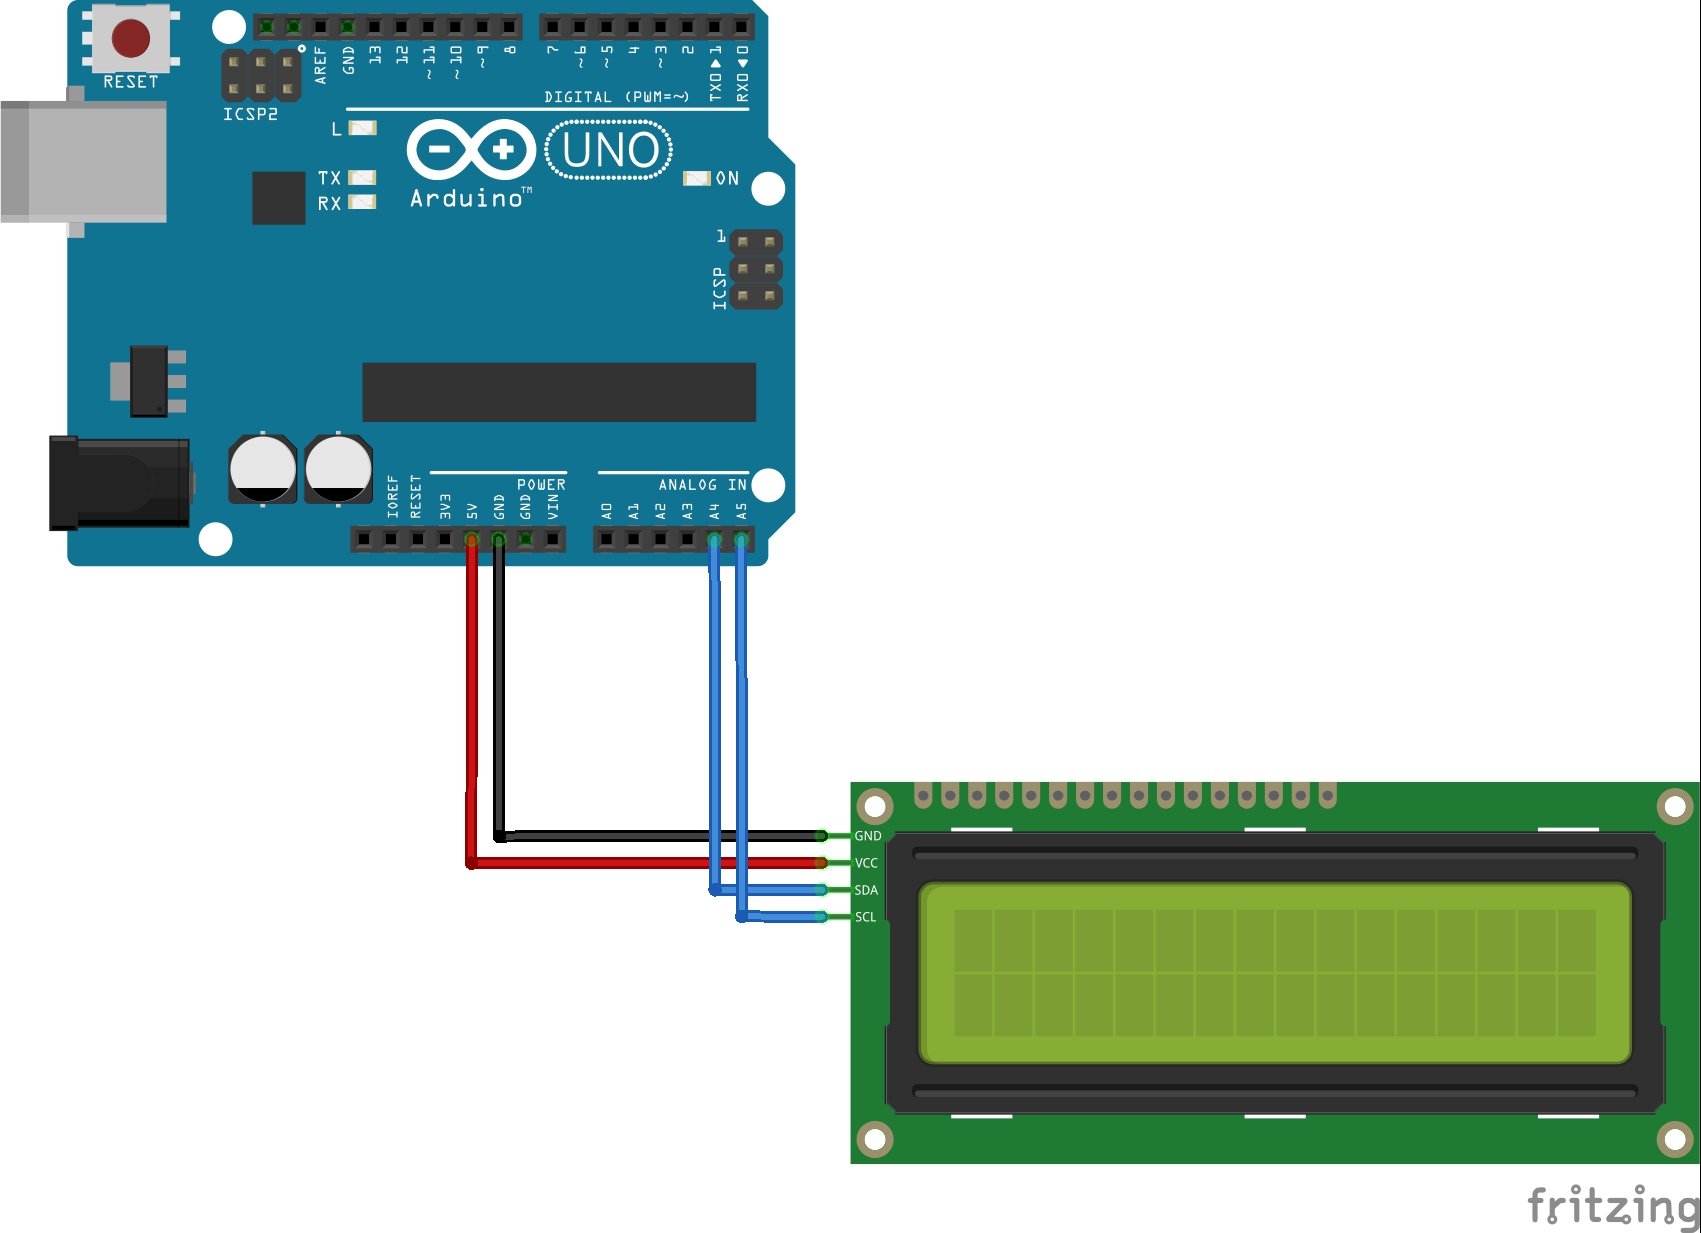 RESET
ICSP2
AREF
GND
13
12
~11
~10
~9
8
7
~6
~5
4
~3
2
TX0▶1
RX0◀0
DIGITAL (PWM=~)
L
TX
RX
Arduino™
UNO
ON
1
ICSP
POWER
ANALOG IN
IOREF
RESET
3V3
5V
GND
GND
VIN
A0
A1
A2
A3
A4
A5
GND
VCC
SDA
SCL
fritzing